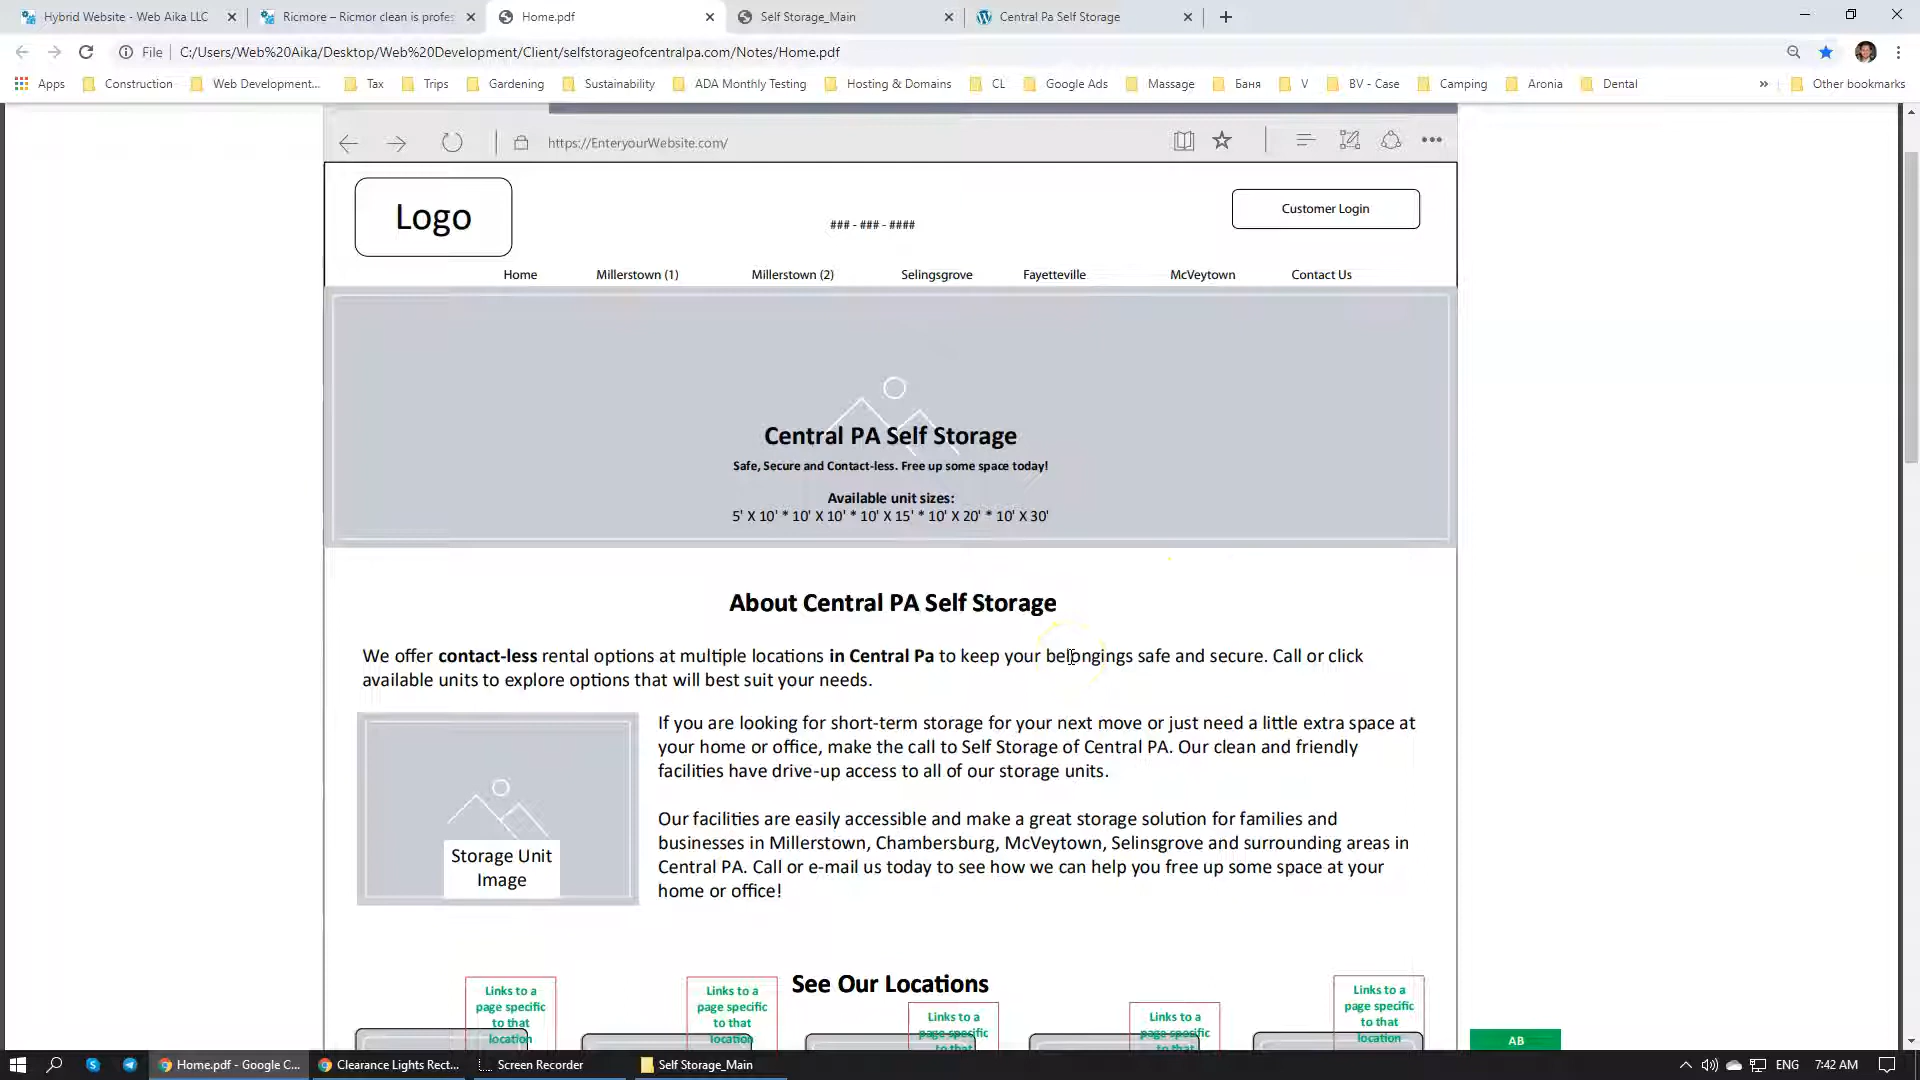 Hybrid Website - Web Aika LLC
Ricmore – Ricmor clean is profes
Home.pdf
Self Storage_Main
Central Pa Self Storage
File
C:/Users/Web%20Aika/Desktop/Web%20Development/Client/selfstorageofcentralpa.com/Notes/Home.pdf
Apps
Construction
Web Development...
Tax
Trips
Gardening
Sustainability
ADA Monthly Testing
Hosting & Domains
CL
Google Ads
Massage
Баня
V
BV - Case
Camping
Aronia
Dental
»
Other bookmarks
https://EnteryourWebsite.com/
Logo
### - ### - ####
Customer Login
Home
Millerstown (1)
Millerstown (2)
Selingsgrove
Fayetteville
McVeytown
Contact Us
Central PA Self Storage
Safe, Secure and Contact-less. Free up some space today!
Available unit sizes:
5' X 10' * 10' X 10' * 10' X 15' * 10' X 20' * 10' X 30'
About Central PA Self Storage
We offer contact-less rental options at multiple locations in Central Pa to keep your belongings safe and secure. Call or click
available units to explore options that will best suit your needs.
Storage Unit
Image
If you are looking for short-term storage for your next move or just need a little extra space at
your home or office, make the call to Self Storage of Central PA. Our clean and friendly
facilities have drive-up access to all of our storage units.
Our facilities are easily accessible and make a great storage solution for families and
businesses in Millerstown, Chambersburg, McVeytown, Selinsgrove and surrounding areas in
Central PA. Call or e-mail us today to see how we can help you free up some space at your
home or office!
See Our Locations
Links to a
page specific
to that
location
Links to a
page specific
to that
location
Links to a
page specific
to that
Links to a
page specific
to that
Links to a
page specific
to that
location
AB
Home.pdf - Google C...
Clearance Lights Rect...
Screen Recorder
Self Storage_Main
ENG
7:42 AM